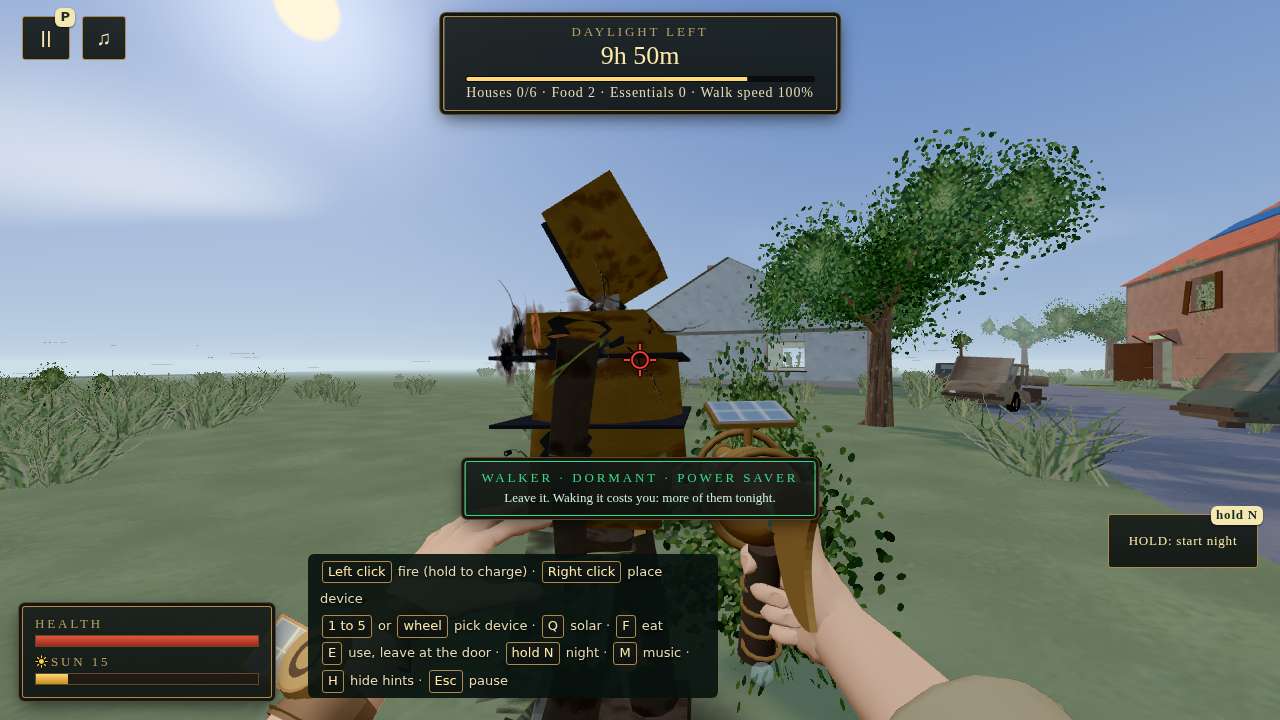 P
DAYLIGHT LEFT
9h 50m
Houses 0/6 · Food 2 · Essentials 0 · Walk speed 100%
WALKER · DORMANT · POWER SAVER
Leave it. Waking it costs you: more of them tonight.
hold N
HOLD: start night
Left click fire (hold to charge) · Right click place
device
1 to 5 or wheel pick device · Q solar · F eat
E use, leave at the door · hold N night · M music ·
H hide hints · Esc pause
HEALTH
SUN 15